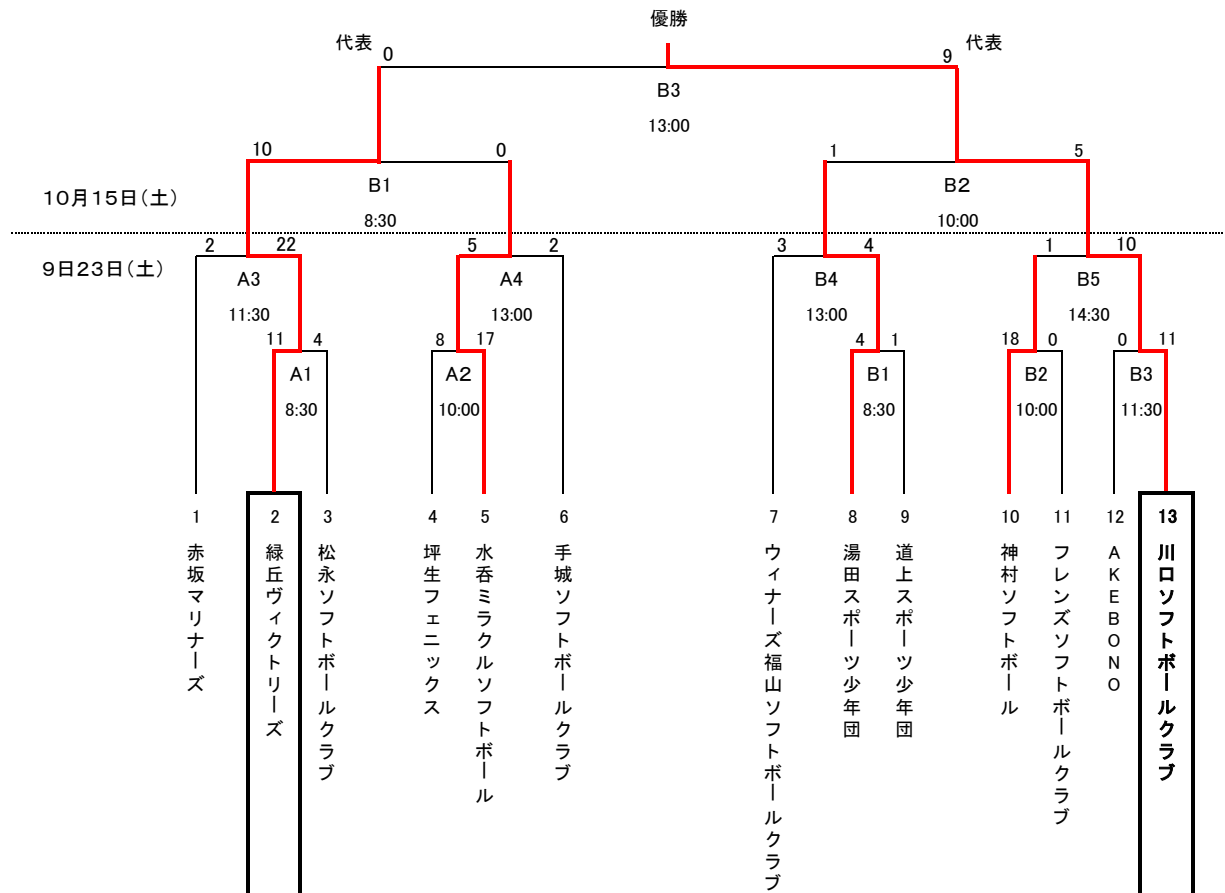 優勝
代表 0 9 代表
B3
13:00
10 0 1 5
B1 B2
10月15日(土)
8:30 10:00
2 22 5 2 3 4 1 10
9日23日(土)
A3 A4 B4 B5
11:30 13:00 13:00 14:30
11 4 8 17 4 1 18 0 0 11
A1 A2 B1 B2 B3
8:30 10:00 8:30 10:00 11:30
1 2 3 4 5 6 7 8 9 10 11 12 13
赤坂マリナーズ
緑丘ヴィクトリーズ
松永ソフトボールクラブ
坪生フェニックス
水呑ミラクルソフトボール
手城ソフトボールクラブ
ウィナーズ福山ソフトボールクラブ
湯田スポーツ少年団
道上スポーツ少年団
神村ソフトボール
フレンズソフトボールクラブ
AKEBONO
川口ソフトボールクラブ